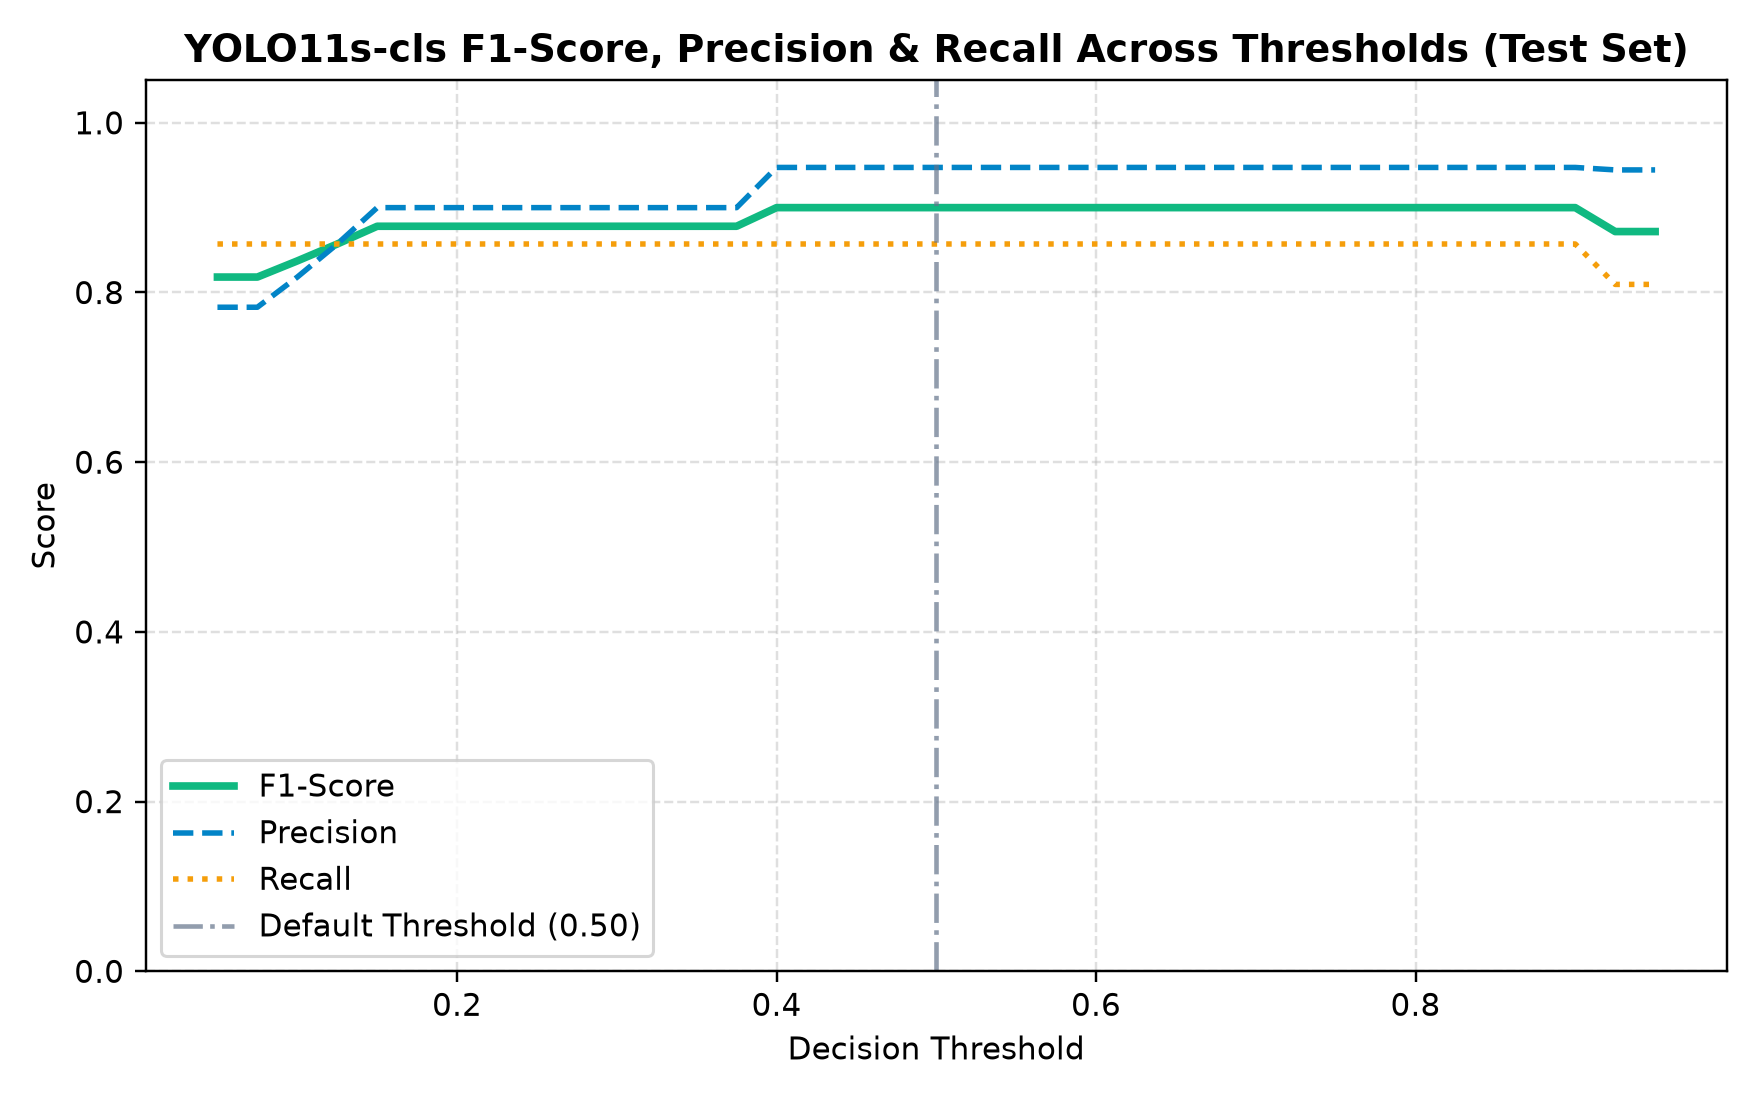 YOLO11s-cls F1-Score, Precision & Recall Across Thresholds (Test Set)
1.0
0.8
0.6
0.4
0.2
0.0
Score
F1-Score
Precision
Recall
Default Threshold (0.50)
0.2
0.4
0.6
0.8
Decision Threshold